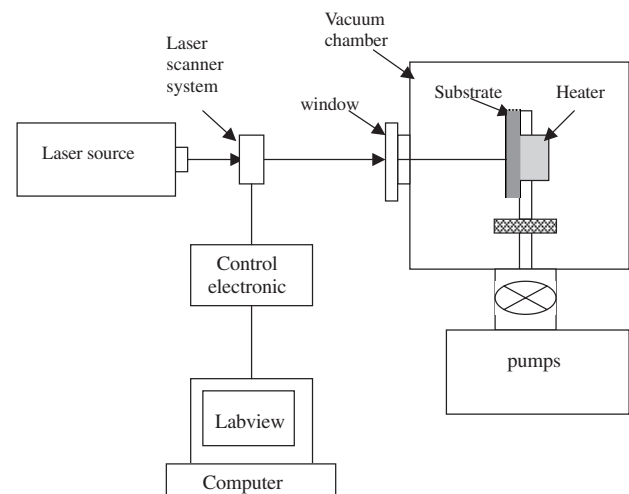 Vacuum
chamber
Laser
scanner
system
window
Substrate
Heater
Laser source
Control
electronic
pumps
Labview
Computer